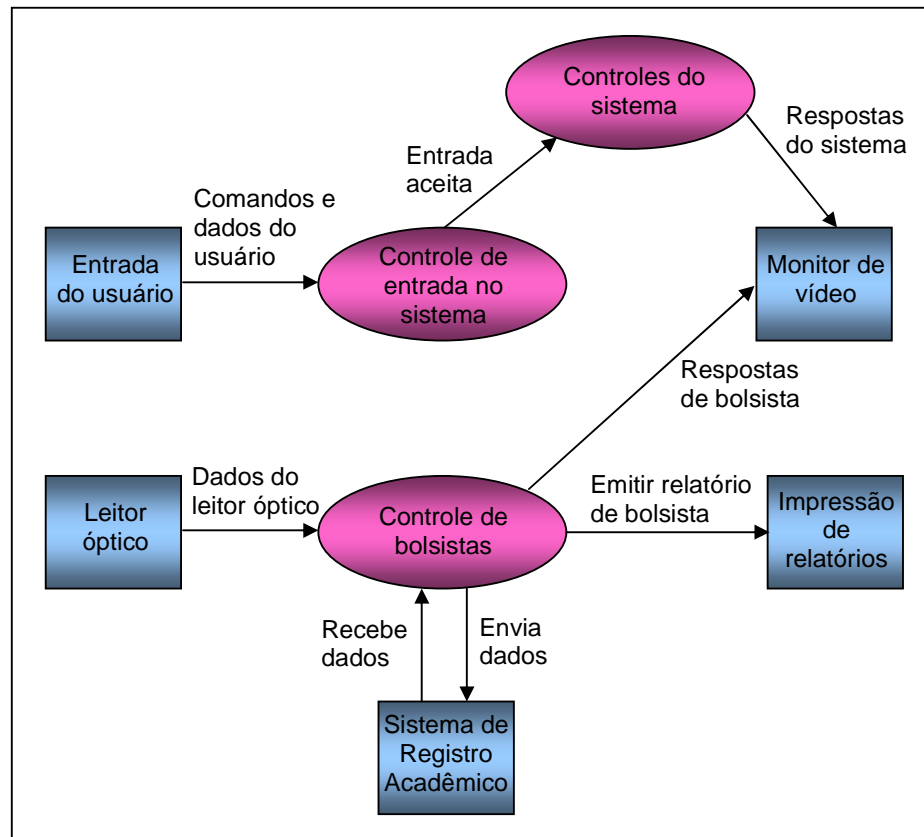 Controles do
sistema
Respostas
do sistema
Entrada
aceita
Comandos e
dados do
usuário
Entrada
do usuário
Controle de
entrada no
sistema
Monitor de
vídeo
Respostas
de bolsista
Dados do
leitor óptico
Leitor
óptico
Controle de
bolsistas
Emitir relatório
de bolsista
Impressão
de
relatórios
Recebe
dados
Envia
dados
Sistema de
Registro
Acadêmico